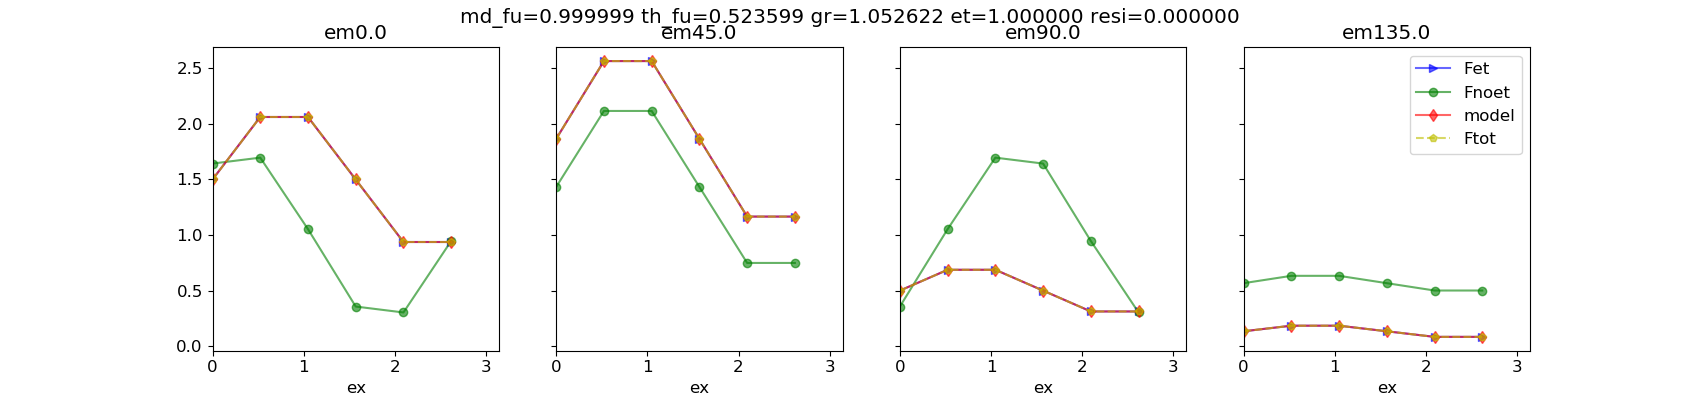 md_fu=0.999999 th_fu=0.523599 gr=1.052622 et=1.000000 resi=0.000000
em0.0 em45.0 em90.0 em135.0
2.5
2.0
1.5
1.0
0.5
0.0
Fet
Fnoet
model
Ftot
0 1 2 3 0 1 2 3 0 1 2 3 0 1 2 3
ex ex ex ex